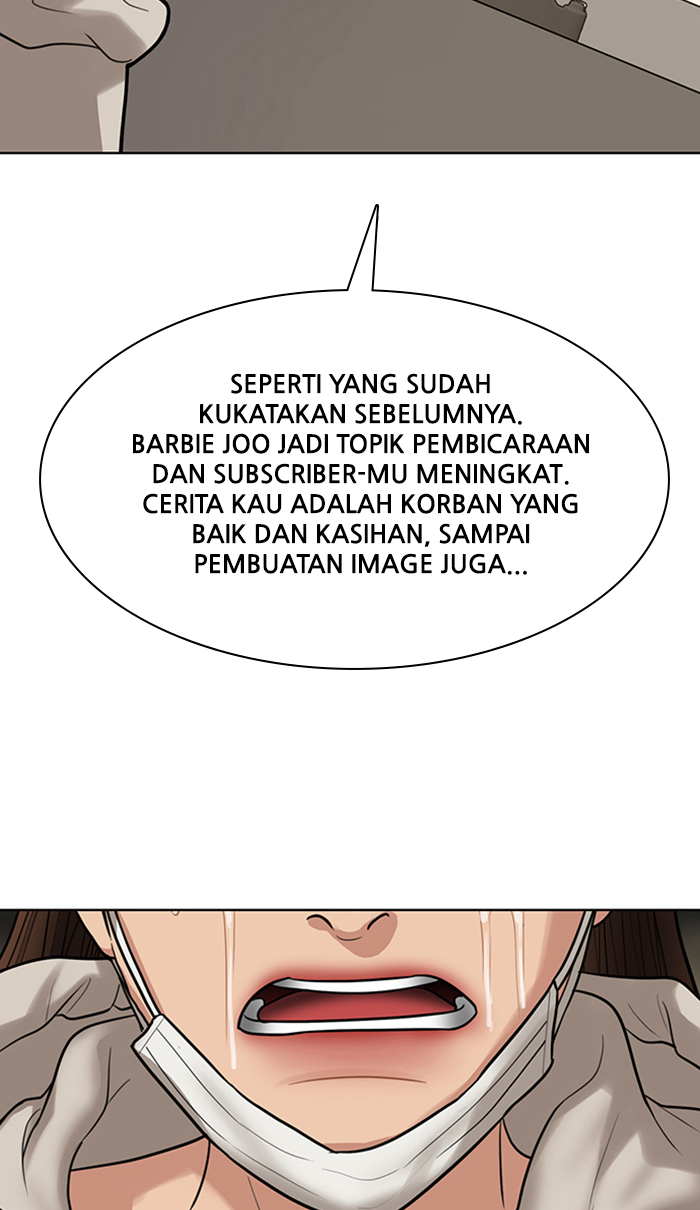 SEPERTI YANG SUDAH
KUKATAKAN SEBELUMNYA.
BARBIE JOO JADI TOPIK PEMBICARAAN
DAN SUBSCRIBER-MU MENINGKAT.
CERITA KAU ADALAH KORBAN YANG
BAIK DAN KASIHAN, SAMPAI
PEMBUATAN IMAGE JUGA...